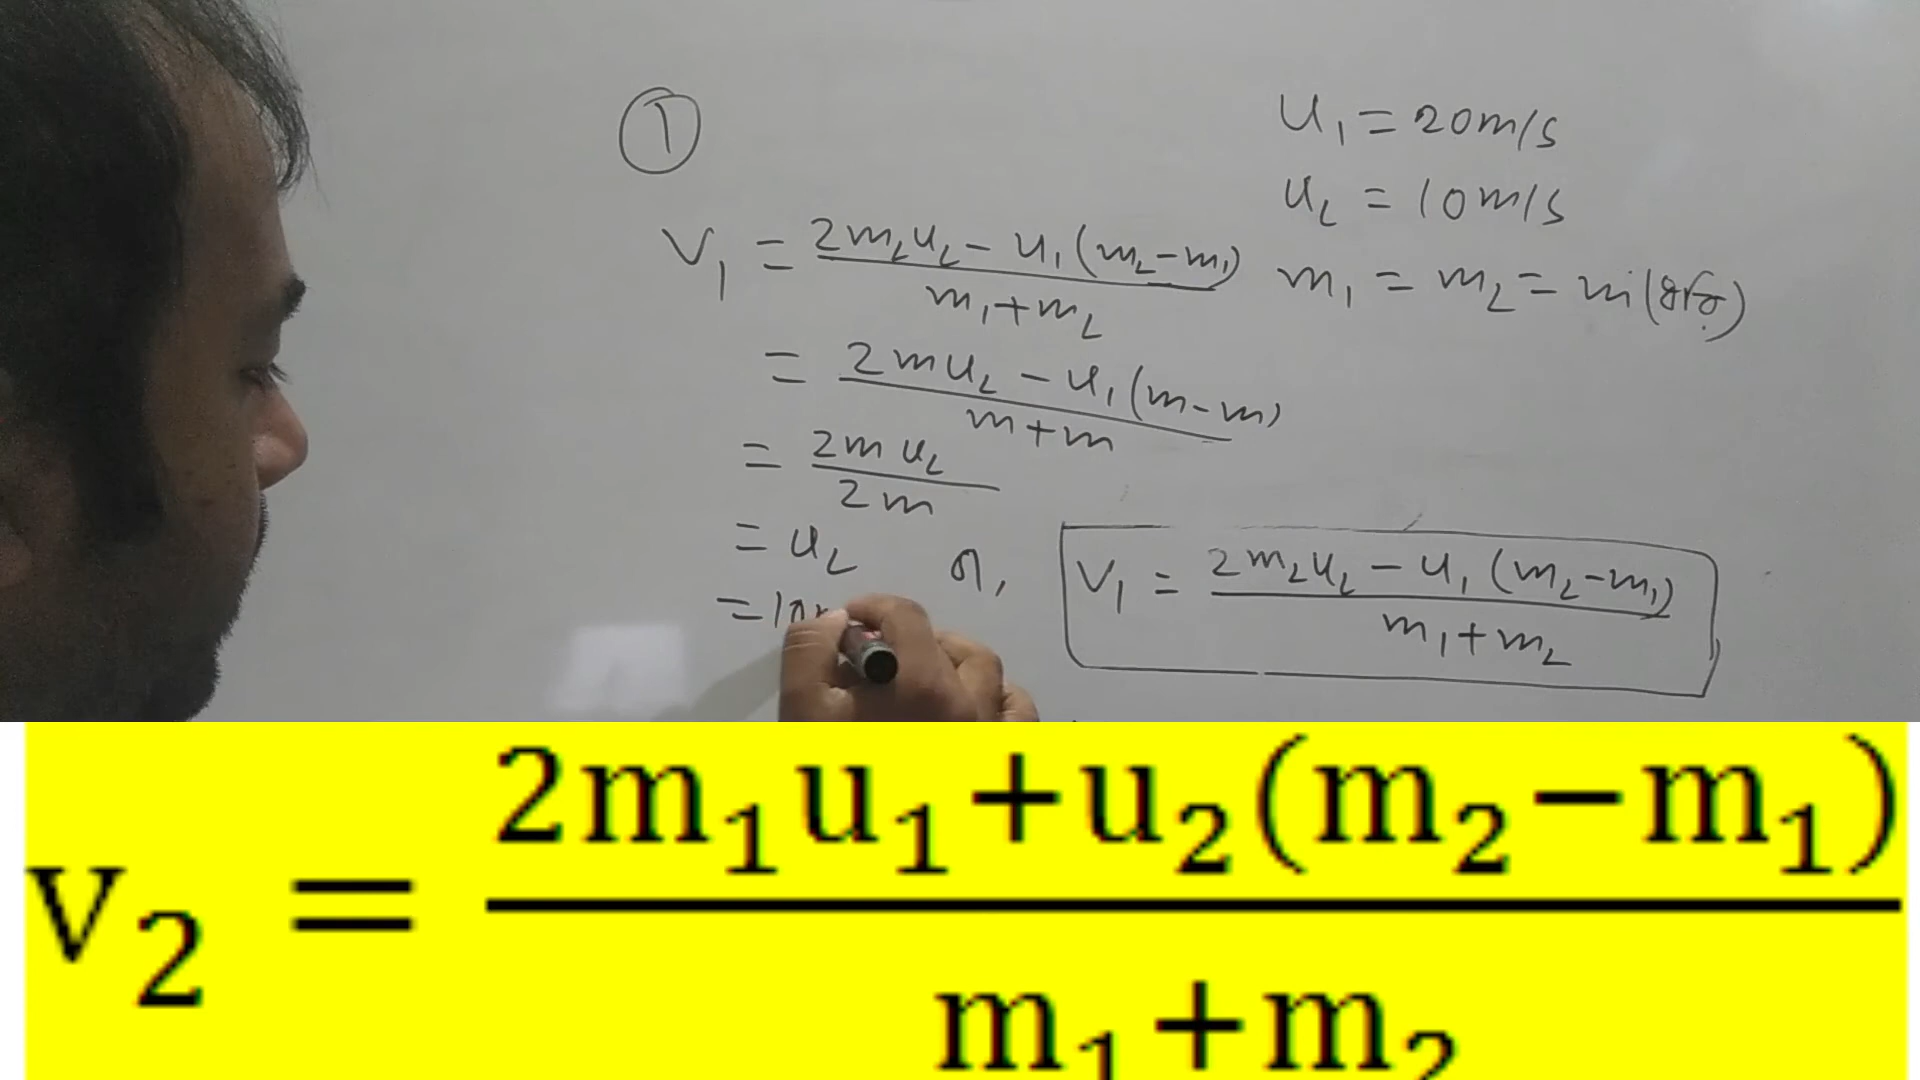 ①
u₁ = 20m/s
u₂ = 10m/s
v₁ = (2m₂u₂ - u₁(m₂-m₁))/(m₁+m₂)
m₁ = m₂ = m (ধরি)
= (2mu₂ - u₁(m-m))/(m+m)
= (2mu₂)/(2m)
= u₂
= 10
বা, v₁ = (2m₂u₂ - u₁(m₂-m₁))/(m₁+m₂)
v₂ = (2m₁u₁+u₂(m₂-m₁))/(m₁+m₂)